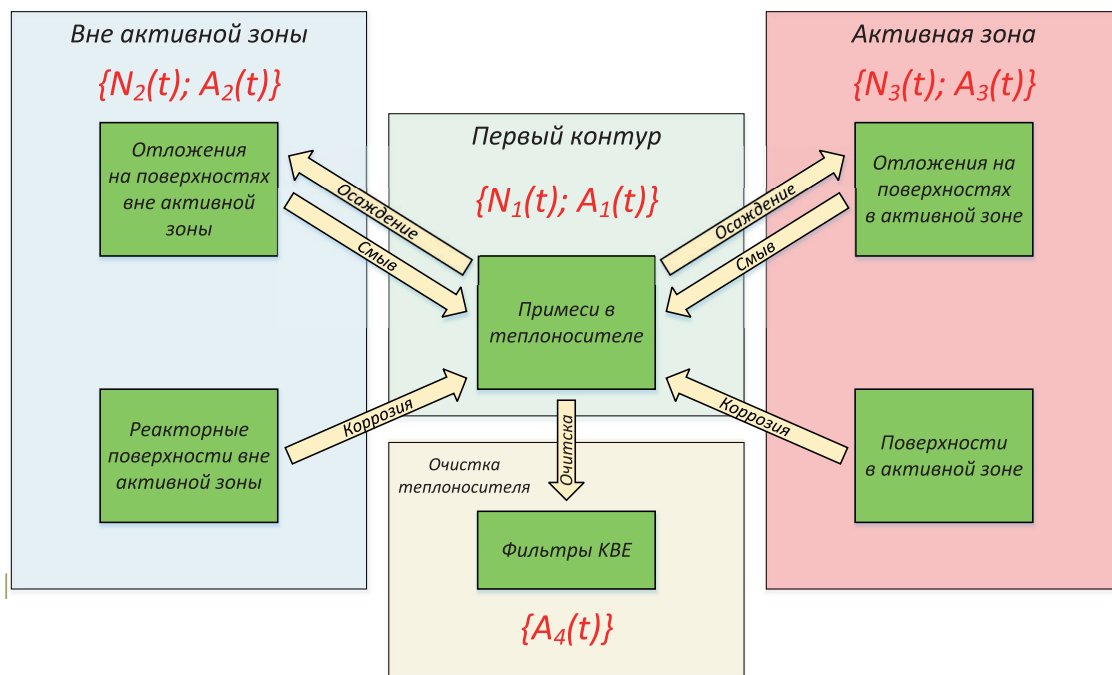 Вне активной зоны
{N₂(t); A₂(t)}
Отложения
на поверхностях
вне активной
зоны
Осаждение
Смыв
Реакторные
поверхности вне
активной зоны
Коррозия
Первый контур
{N₁(t); A₁(t)}
Примеси в
теплоносителе
Очитска
Очистка
теплоносителя
Фильтры КВЕ
{A₄(t)}
Активная зона
{N₃(t); A₃(t)}
Отложения на
поверхностях
в активной зоне
Осаждение
Смыв
Поверхности
в активной зоне
Коррозия